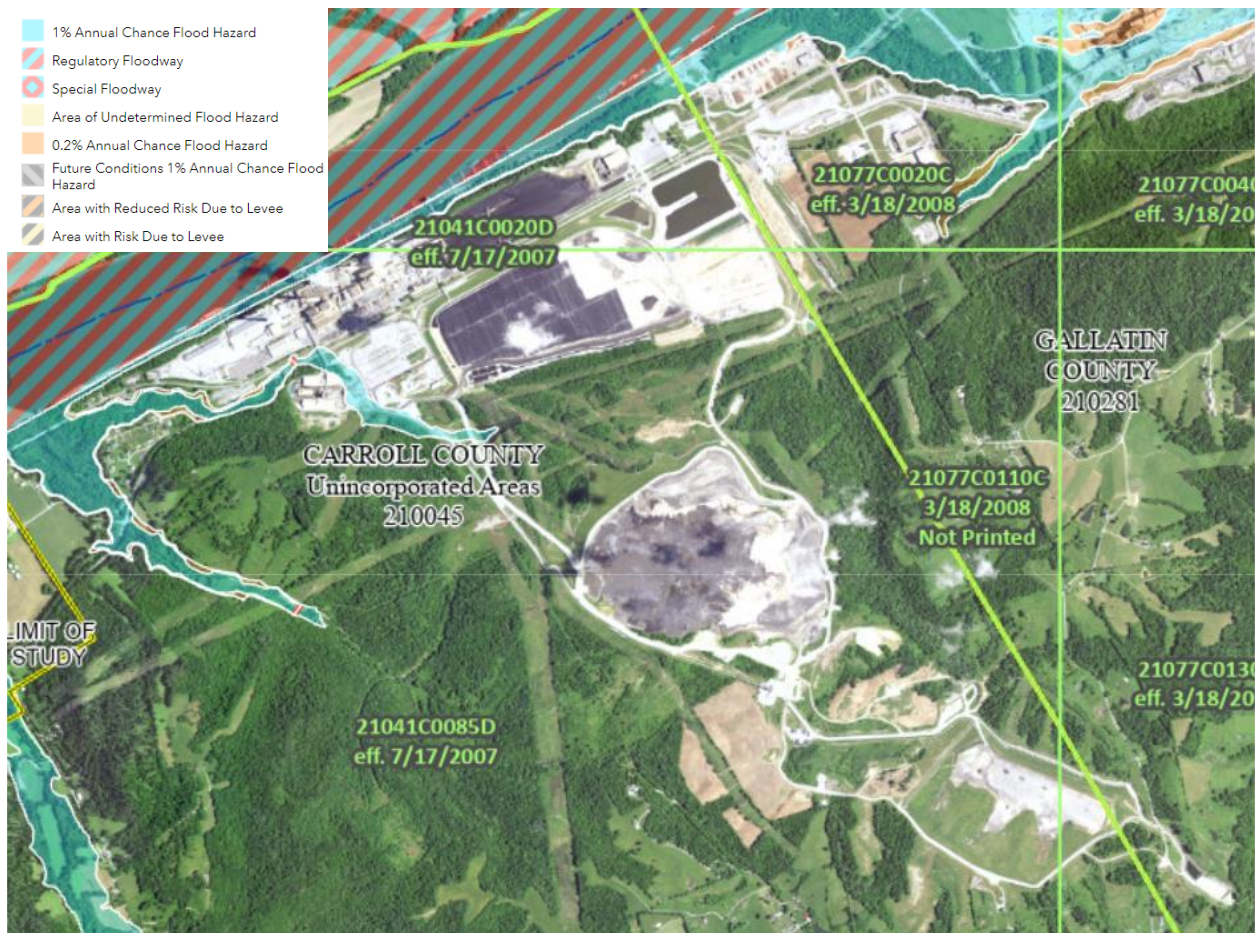 1% Annual Chance Flood Hazard
Regulatory Floodway
Special Floodway
Area of Undetermined Flood Hazard
0.2% Annual Chance Flood Hazard
Future Conditions 1% Annual Chance Flood
Hazard
Area with Reduced Risk Due to Levee
Area with Risk Due to Levee
21077C0020C
eff. 3/18/2008
21077C0040
eff. 3/18/20
21041C0020D
eff. 7/17/2007
GALLATIN
COUNTY
210281
CARROLL COUNTY
Unincorporated Areas
210045
21077C0110C
3/18/2008
Not Printed
LIMIT OF
STUDY
21077C0130
eff. 3/18/20
21041C0085D
eff. 7/17/2007